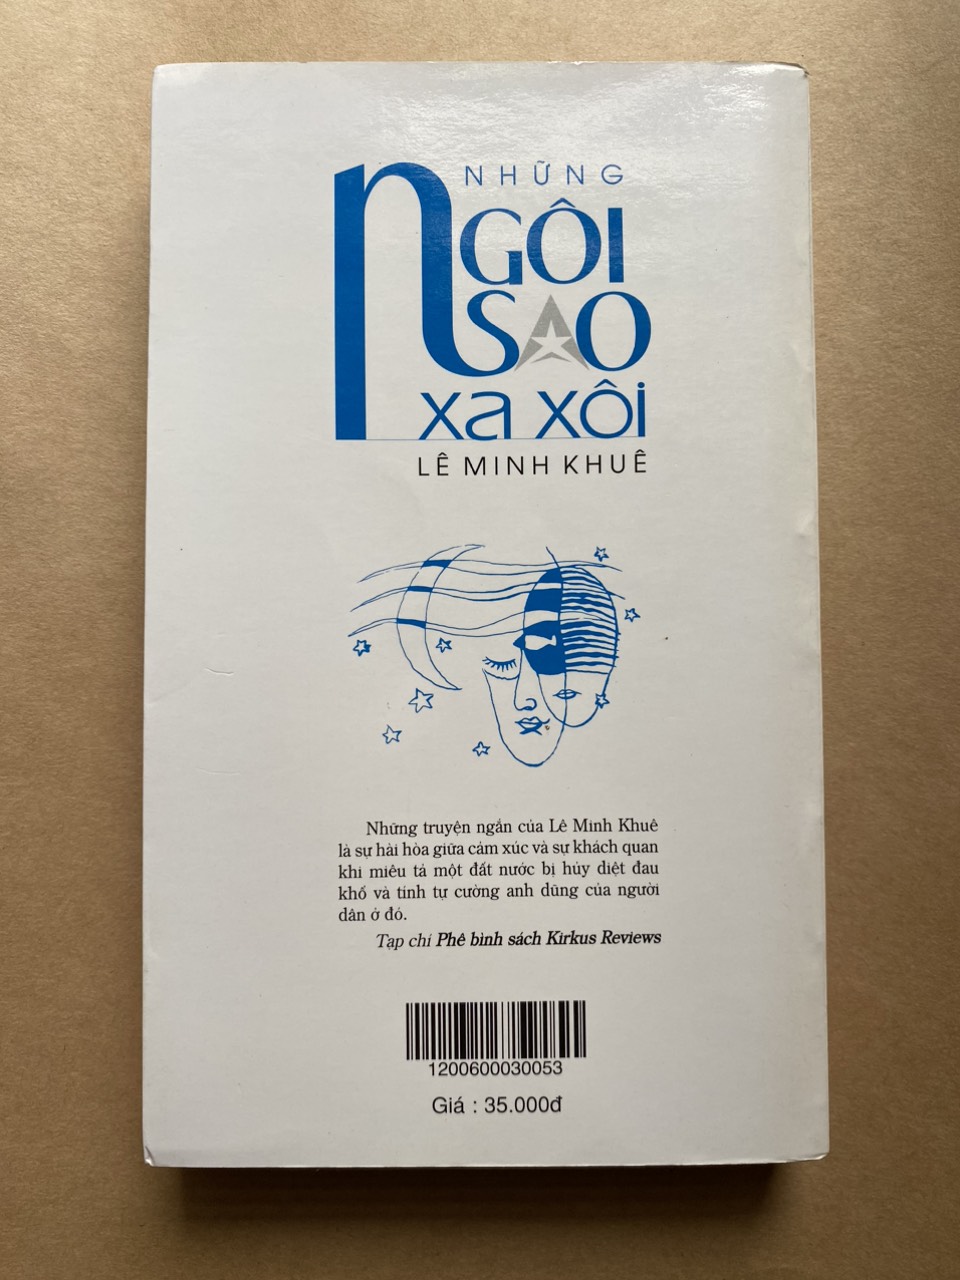 NHỮNG
NGÔI
SAO
xa xôi
LÊ MINH KHUÊ
Những truyện ngắn của Lê Minh Khuê
là sự hài hòa giữa cảm xúc và sự khách quan
khi miêu tả một đất nước bị hủy diệt đau
khổ và tính tự cường anh dũng của người
dân ở đó.
Tạp chí Phê bình sách Kirkus Reviews
1200600030053
Giá : 35.000đ